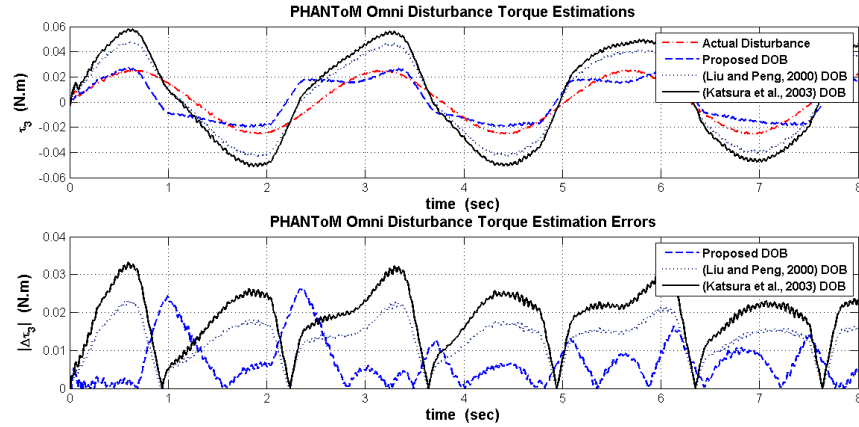 PHANToM Omni Disturbance Torque Estimations
τ3 (N.m)
0.06
0.04
0.02
0
-0.02
-0.04
-0.06
Actual Disturbance
Proposed DOB
(Liu and Peng, 2000) DOB
(Katsura et al., 2003) DOB
0 1 2 3 4 5 6 7 8
time (sec)
PHANToM Omni Disturbance Torque Estimation Errors
|Δτ3| (N.m)
0.04
0.03
0.02
0.01
0
Proposed DOB
(Liu and Peng, 2000) DOB
(Katsura et al., 2003) DOB
0 1 2 3 4 5 6 7 8
time (sec)